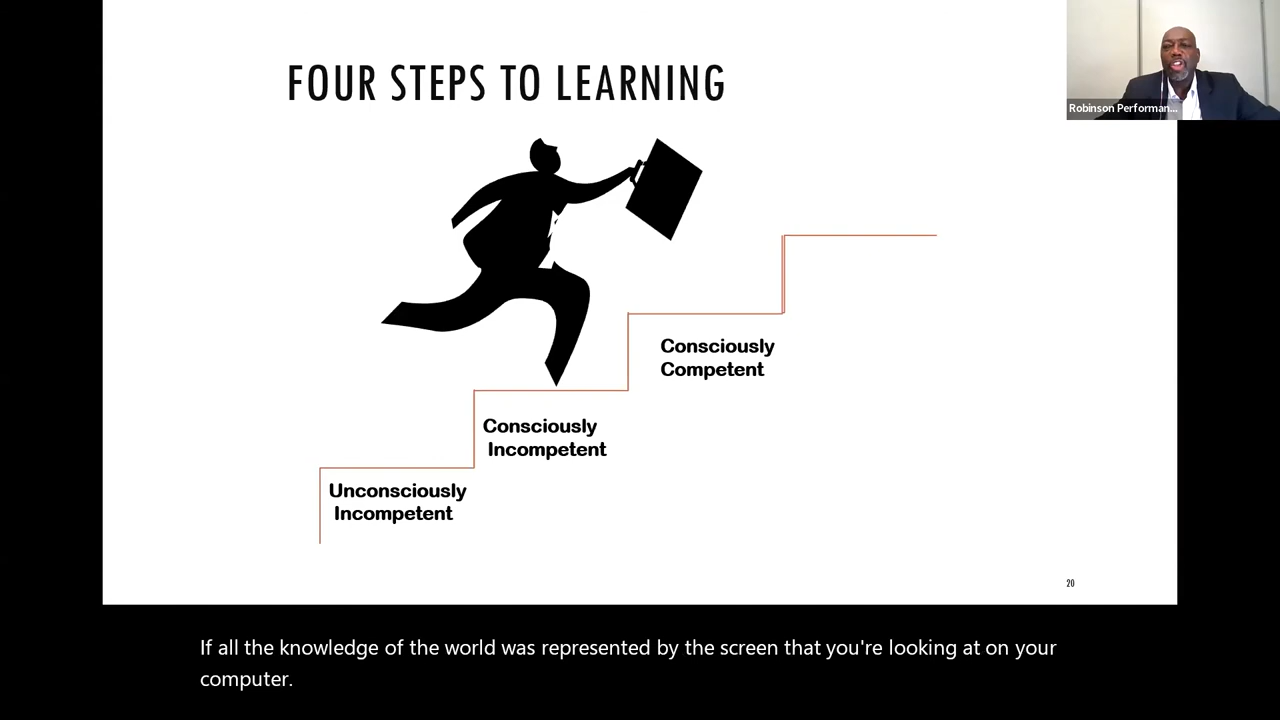 FOUR STEPS TO LEARNING
Robinson Performan...
Consciously
Competent
Consciously
Incompetent
Unconsciously
Incompetent
20
If all the knowledge of the world was represented by the screen that you're looking at on your
computer.